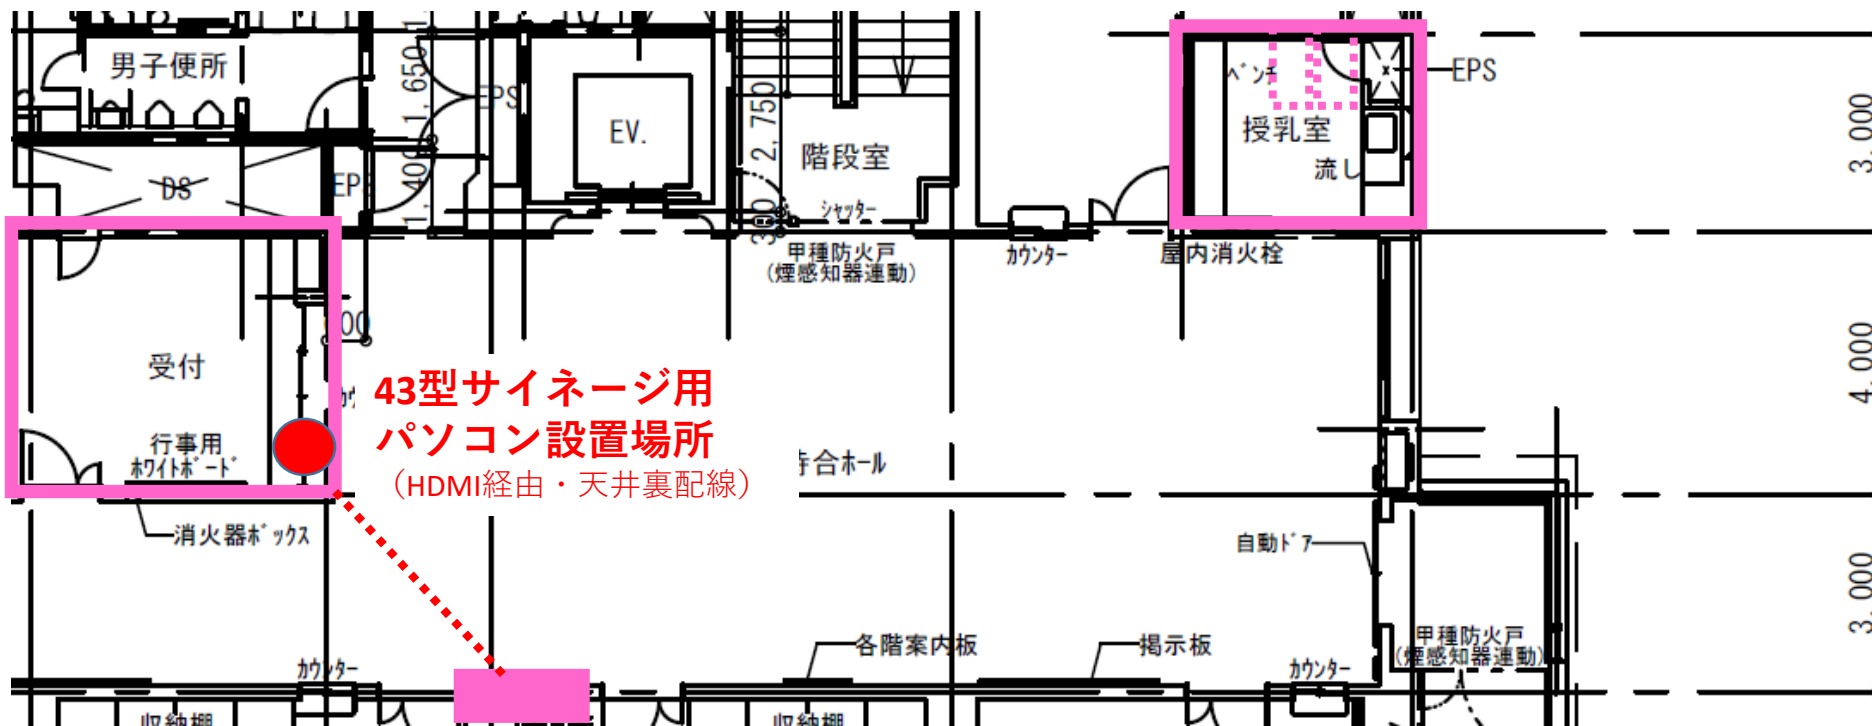 男子便所
1,650
1,400
EPS
EV.
2,750
300
階段室
シャッター
甲種防火戸
(煙感知器連動)
カウンター
ベンチ
授乳室
流し
EPS
屋内消火栓
3,000
DS
受付
行事用
ホワイトボード
消火器ボックス
43型サイネージ用
パソコン設置場所
(HDMI経由・天井裏配線)
合ホール
4,000
自動ドア
3,000
各階案内板
掲示板
カウンター
カウンター
甲種防火戸
(煙感知器連動)
収納棚
収納棚